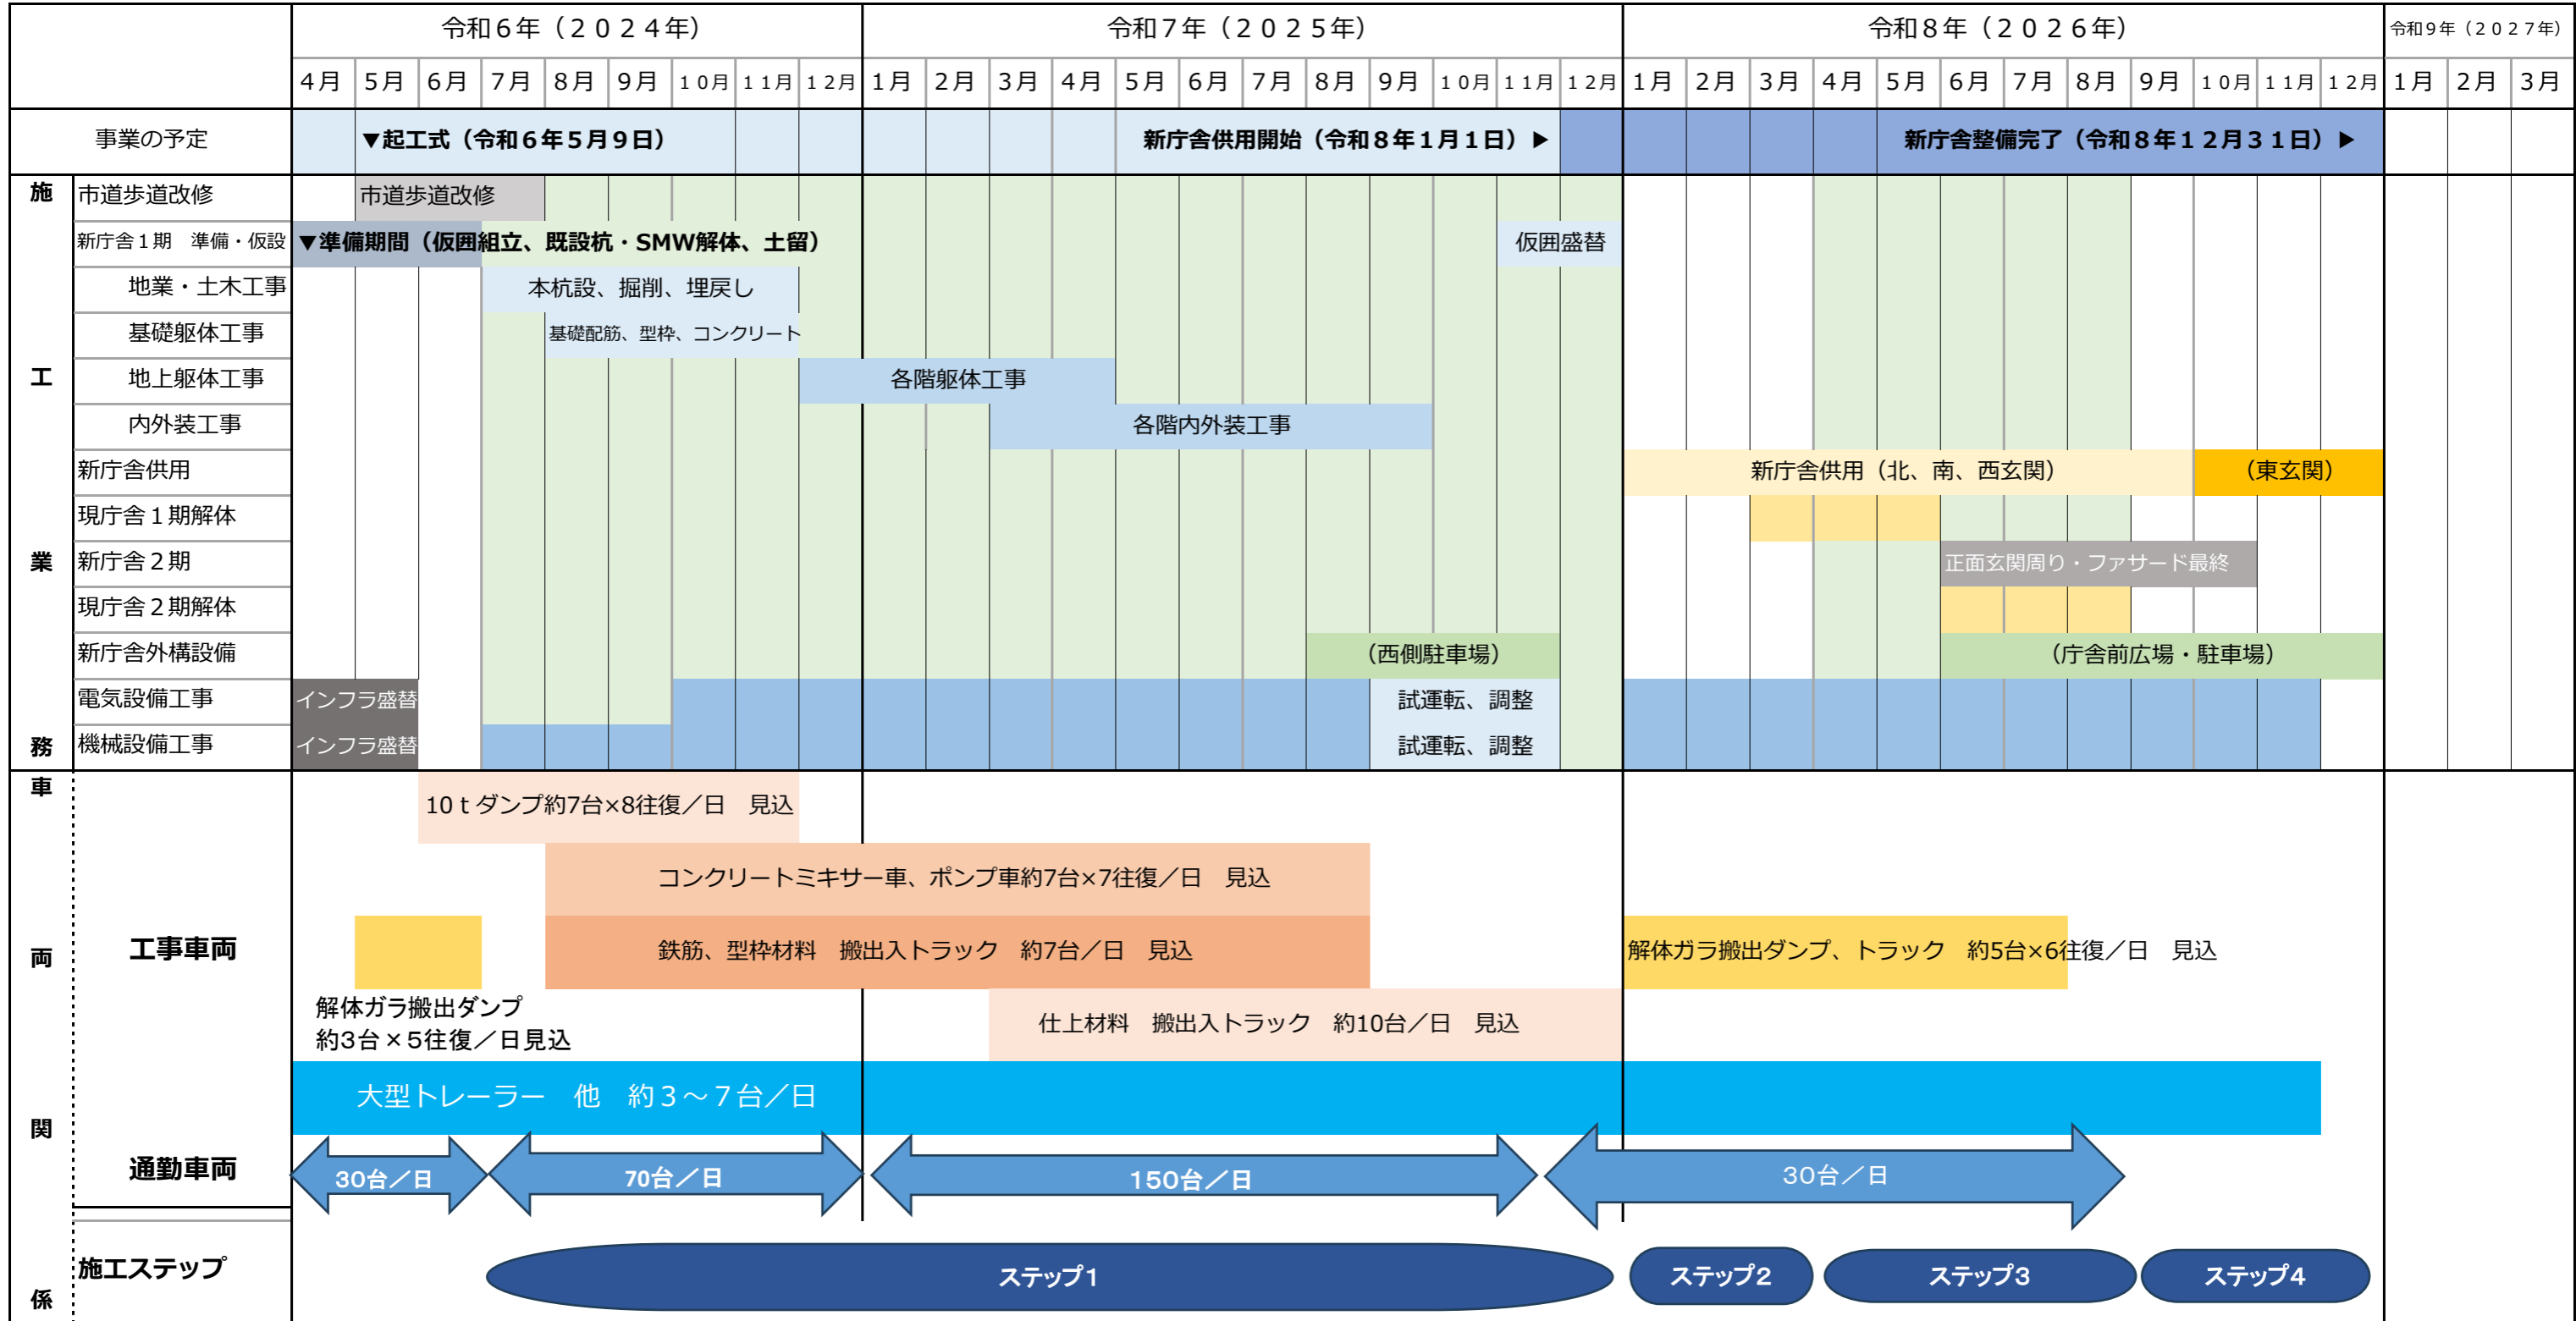 令和６年（２０２４年）
令和７年（２０２５年）
令和８年（２０２６年）
令和９年（２０２７年）
４月 ５月 ６月 ７月 ８月 ９月 １０月 １１月 １２月 １月 ２月 ３月 ４月 ５月 ６月 ７月 ８月 ９月 １０月 １１月 １２月 １月 ２月 ３月 ４月 ５月 ６月 ７月 ８月 ９月 １０月 １１月 １２月 １月 ２月 ３月
事業の予定
▼起工式（令和６年５月９日）
新庁舎供用開始（令和８年１月１日）▶
新庁舎整備完了（令和８年１２月３１日）▶
施工業務
市道歩道改修
市道歩道改修
新庁舎１期　準備・仮設
▼準備期間（仮囲組立、既設杭・SMW解体、土留）
仮囲盛替
地業・土木工事
本杭設、掘削、埋戻し
基礎躯体工事
基礎配筋、型枠、コンクリート
地上躯体工事
各階躯体工事
内外装工事
各階内外装工事
新庁舎供用
新庁舎供用（北、南、西玄関）
（東玄関）
現庁舎１期解体
新庁舎２期
正面玄関周り・ファサード最終
現庁舎２期解体
新庁舎外構設備
（西側駐車場）
（庁舎前広場・駐車場）
電気設備工事
インフラ盛替
試運転、調整
機械設備工事
インフラ盛替
試運転、調整
車両関係
工事車両
10ｔダンプ約7台×8往復／日　見込
コンクリートミキサー車、ポンプ車約7台×7往復／日　見込
鉄筋、型枠材料　搬出入トラック　約7台／日　見込
解体ガラ搬出ダンプ、トラック　約5台×6往復／日　見込
解体ガラ搬出ダンプ
約3台×5往復／日見込
仕上材料　搬出入トラック　約10台／日　見込
大型トレーラー　他　約３～７台／日
通勤車両
30台／日
70台／日
150台／日
30台／日
施工ステップ
ステップ1
ステップ2
ステップ3
ステップ4